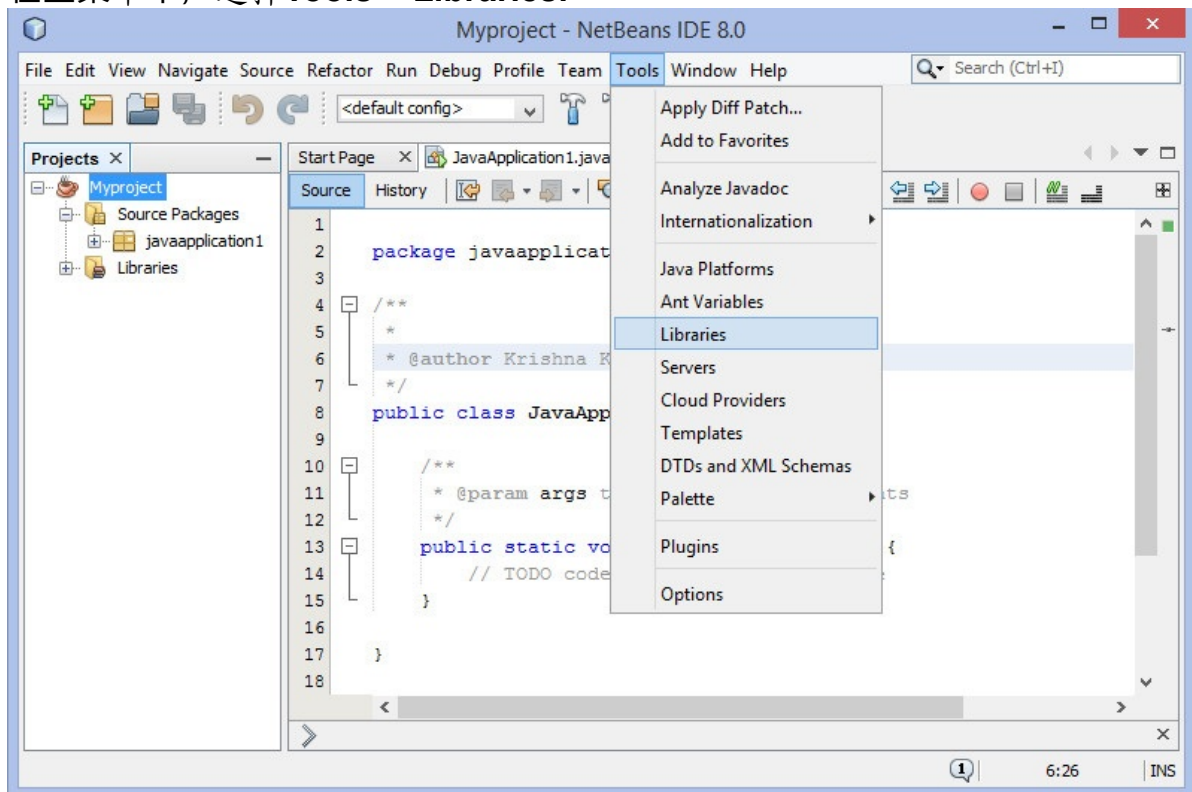 Tools Libraries.
Myproject - NetBeans IDE 8.0
File Edit View Navigate Source Refactor Run Debug Profile Team Tools Window Help
Search (Ctrl+I)
<default config>
Apply Diff Patch...
Add to Favorites
Analyze Javadoc
Internationalization
Java Platforms
Ant Variables
Libraries
Servers
Cloud Providers
Templates
DTDs and XML Schemas
Palette
Plugins
Options
Projects
Myproject
Source Packages
javaapplication1
Libraries
Start Page
JavaApplication1.java
Source History
1
2 package javaapplicat
3
4 /**
5 *
6 * @author Krishna K
7 */
8 public class JavaApp
9
10 /**
11 * @param args t
12 */
13 public static vo {
14 // TODO code
15 }
16
17 }
18
1 6:26 INS